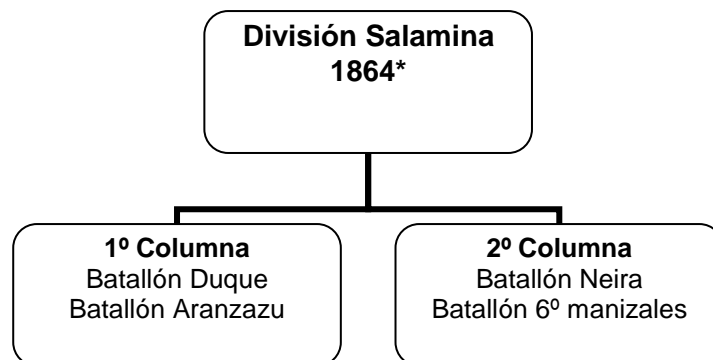 División Salamina
1864*
1º Columna
Batallón Duque
Batallón Aranzazu
2º Columna
Batallón Neira
Batallón 6º manizales